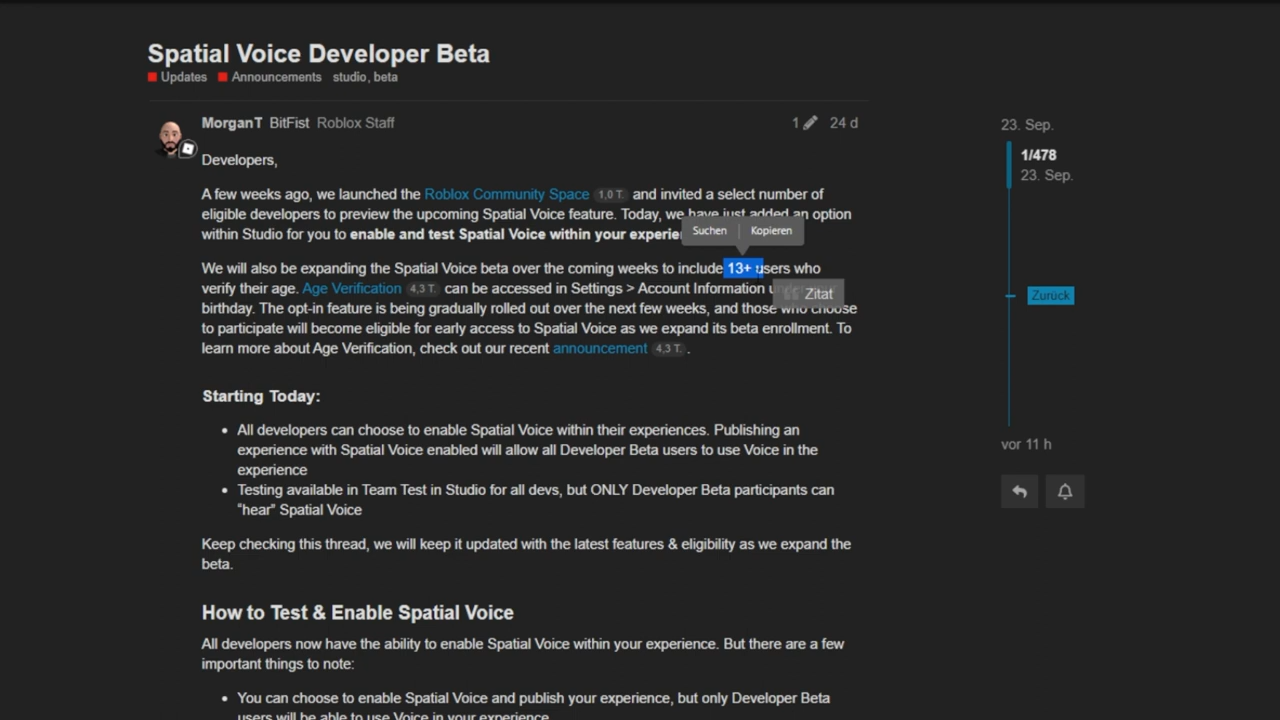 Spatial Voice Developer Beta
Updates Announcements studio, beta
MorganT BitFist Roblox Staff 1 24 d
Developers,
A few weeks ago, we launched the Roblox Community Space 1,0 T. and invited a select number of
eligible developers to preview the upcoming Spatial Voice feature. Today, we have just added an option
within Studio for you to enable and test Spatial Voice within your
Suchen Kopieren
We will also be expanding the Spatial Voice beta over the coming weeks to include 13+ users who
verify their age. Age Verification 4,3 T. can be accessed in Settings > Account Information
Zitat
birthday. The opt-in feature is being gradually rolled out over the next few weeks, and those who choose
to participate will become eligible for early access to Spatial Voice as we expand its beta enrollment. To
learn more about Age Verification, check out our recent announcement 4,3 T. .
Starting Today:
• All developers can choose to enable Spatial Voice within their experiences. Publishing an
experience with Spatial Voice enabled will allow all Developer Beta users to use Voice in the
experience
• Testing available in Team Test in Studio for all devs, but ONLY Developer Beta participants can
"hear" Spatial Voice
Keep checking this thread, we will keep it updated with the latest features & eligibility as we expand the
beta.
How to Test & Enable Spatial Voice
All developers now have the ability to enable Spatial Voice within your experience. But there are a few
important things to note:
• You can choose to enable Spatial Voice and publish your experience, but only Developer Beta
users will be able to use Voice in your experience
23. Sep.
1/478
23. Sep.
Zurück
vor 11 h